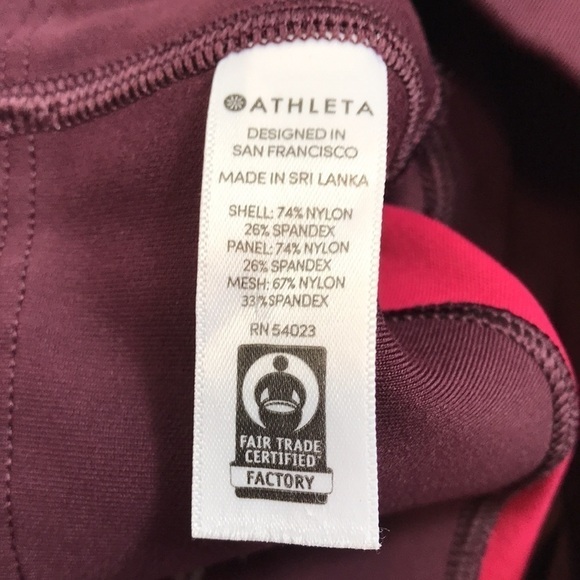 ATHLETA
DESIGNED IN
SAN FRANCISCO
MADE IN SRI LANKA
SHELL: 74% NYLON
26% SPANDEX
PANEL: 74% NYLON
26% SPANDEX
MESH: 67% NYLON
33% SPANDEX
RN 54023
FAIR TRADE
CERTIFIED™
FACTORY